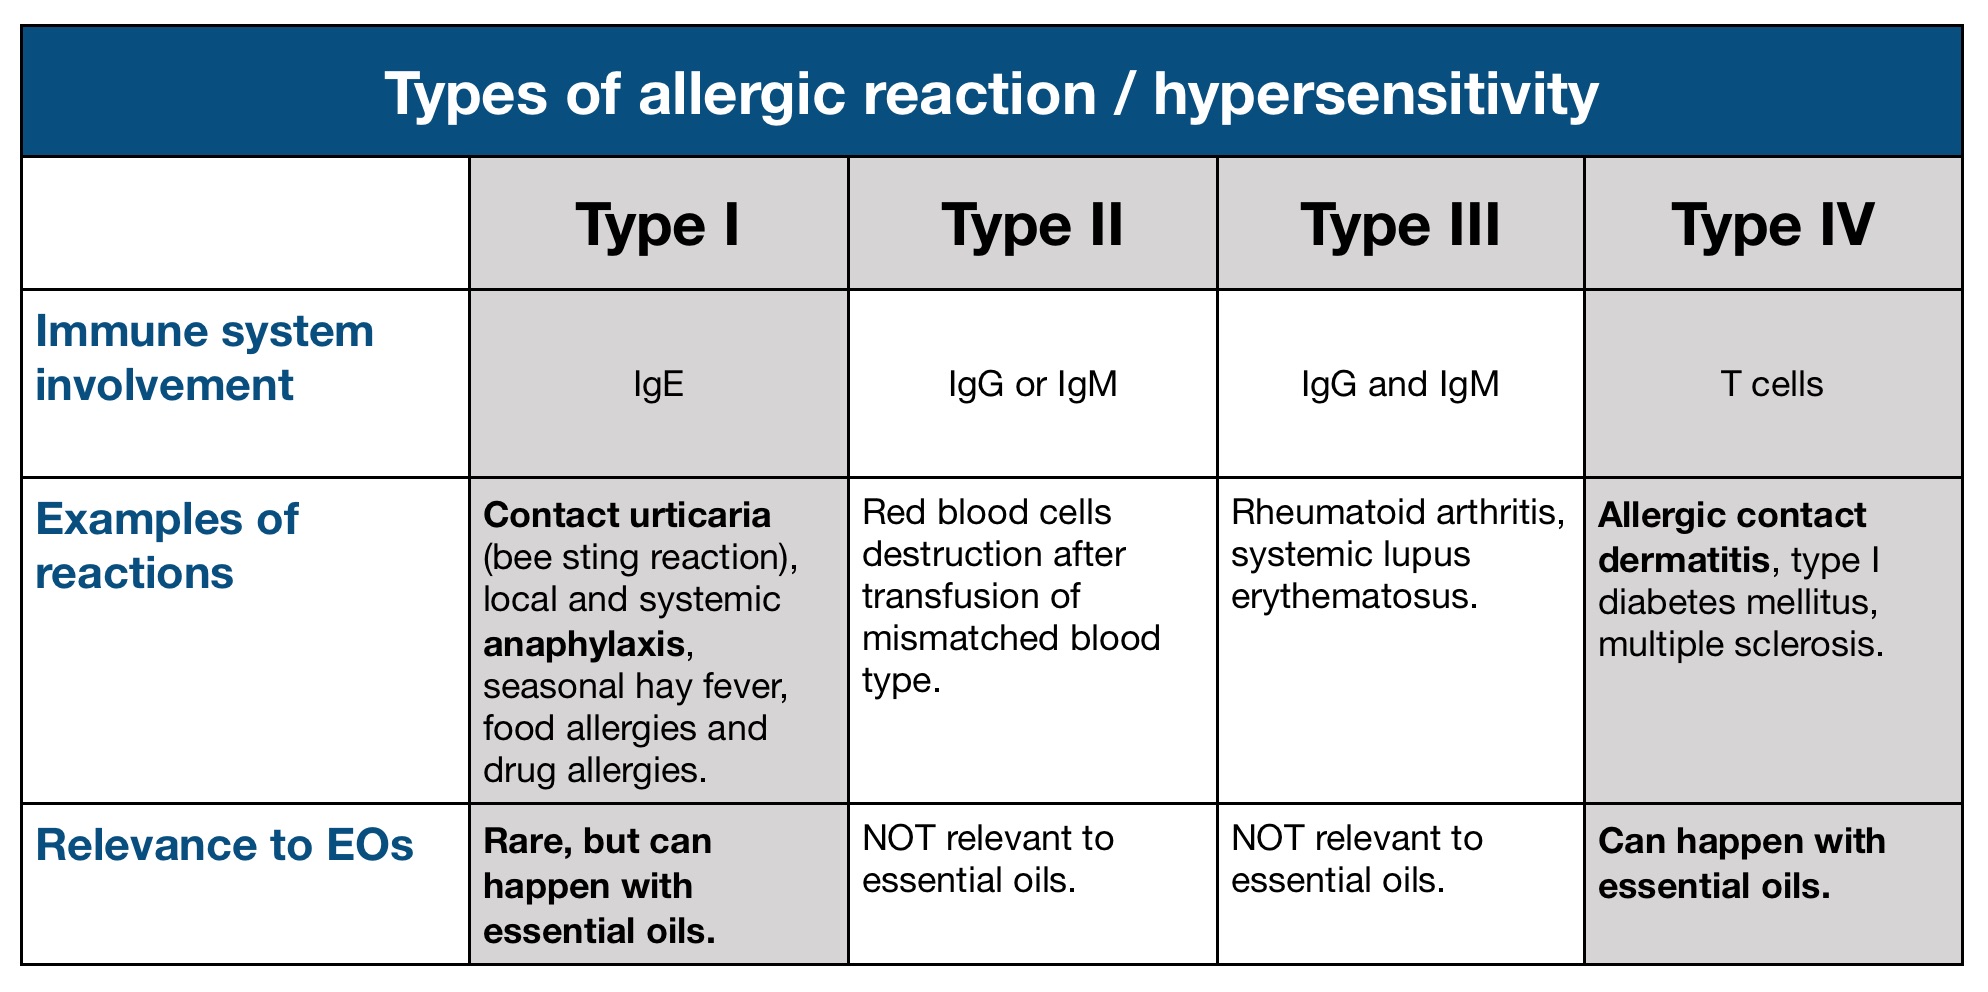 Types of allergic reaction / hypersensitivity
Type I
Type II
Type III
Type IV
Immune system
involvement
IgE
IgG or IgM
IgG and IgM
T cells
Examples of
reactions
Contact urticaria
(bee sting reaction),
local and systemic
anaphylaxis,
seasonal hay fever,
food allergies and
drug allergies.
Red blood cells
destruction after
transfusion of
mismatched blood
type.
Rheumatoid arthritis,
systemic lupus
erythematosus.
Allergic contact
dermatitis, type I
diabetes mellitus,
multiple sclerosis.
Relevance to EOs
Rare, but can
happen with
essential oils.
NOT relevant to
essential oils.
NOT relevant to
essential oils.
Can happen with
essential oils.